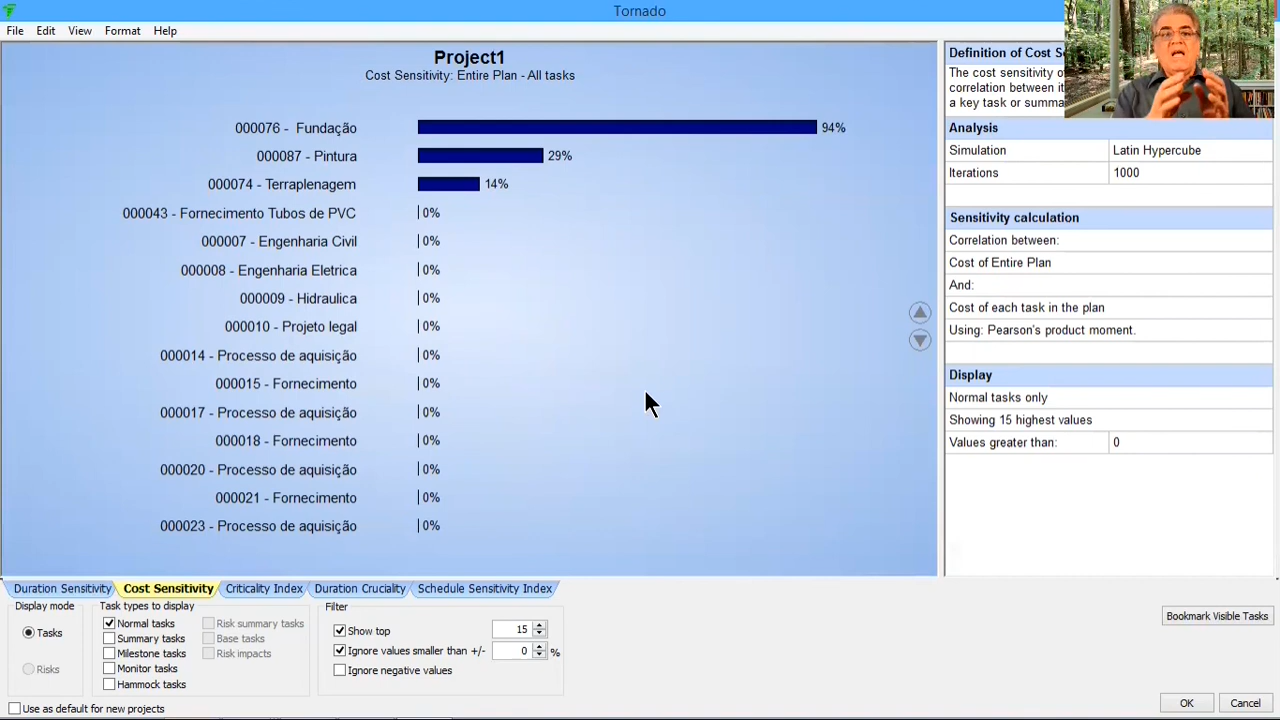 Tornado
File Edit View Format Help
Project1
Cost Sensitivity: Entire Plan - All tasks
000076 - Fundação 94%
000087 - Pintura 29%
000074 - Terraplenagem 14%
000043 - Fornecimento Tubos de PVC 0%
000007 - Engenharia Civil 0%
000008 - Engenharia Eletrica 0%
000009 - Hidraulica 0%
000010 - Projeto legal 0%
000014 - Processo de aquisição 0%
000015 - Fornecimento 0%
000017 - Processo de aquisição 0%
000018 - Fornecimento 0%
000020 - Processo de aquisição 0%
000021 - Fornecimento 0%
000023 - Processo de aquisição 0%
Definition of Cost
The cost sensitivity
correlation between
a key task or
Analysis
Simulation Latin Hypercube
Iterations 1000
Sensitivity calculation
Correlation between:
Cost of Entire Plan
And:
Cost of each task in the plan
Using: Pearson's product moment.
Display
Normal tasks only
Showing 15 highest values
Values greater than: 0
Duration Sensitivity Cost Sensitivity Criticality Index Duration Cruciality Schedule Sensitivity Index
Display mode
Tasks
Risks
Task types to display
Normal tasks Risk summary tasks
Summary tasks Base tasks
Milestone tasks Risk impacts
Monitor tasks
Hammock tasks
Filter
Show top 15
Ignore values smaller than +/- 0 %
Ignore negative values
Bookmark Visible Tasks
Use as default for new projects
OK Cancel